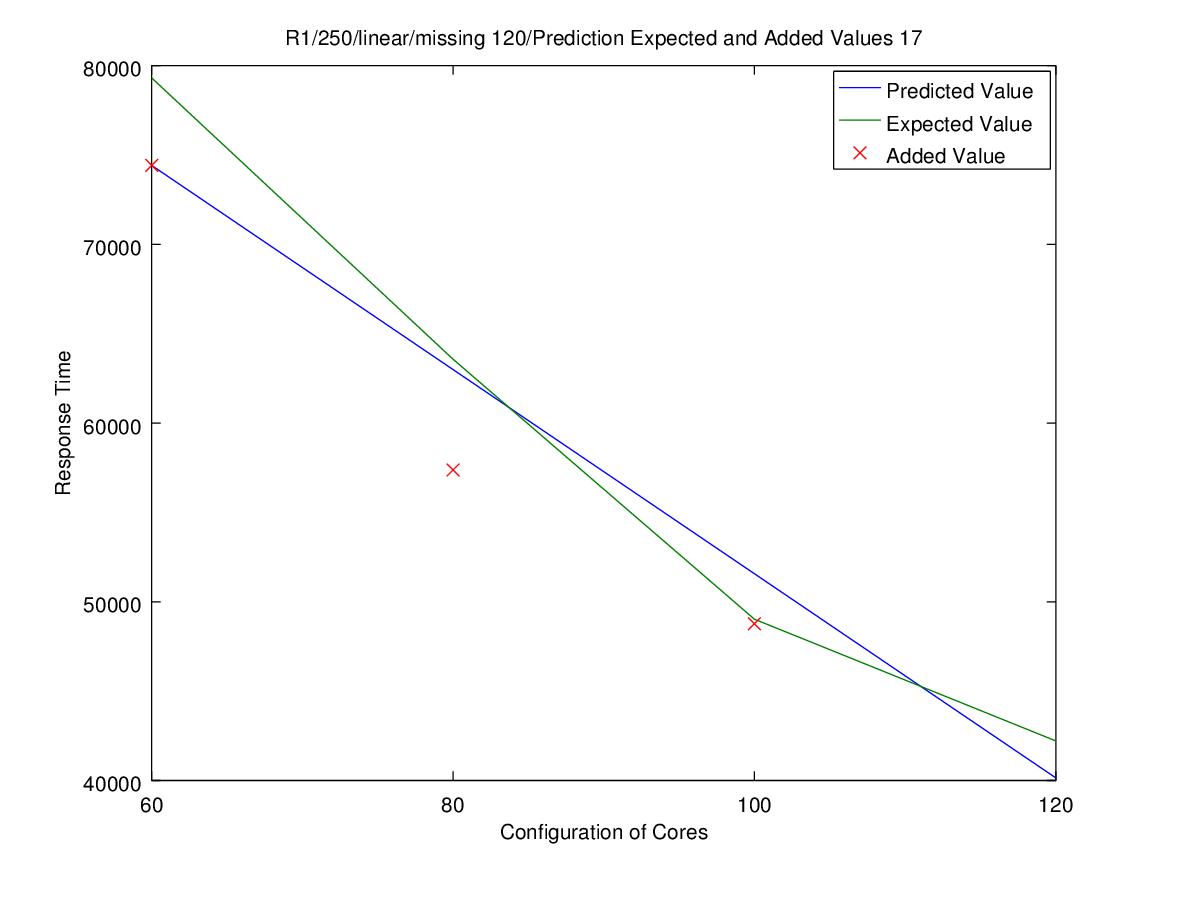 R1/250/linear/missing 120/Prediction Expected and Added Values 17
80000
Predicted Value
Expected Value
Added Value
70000
60000
50000
40000
Response Time
60
80
100
120
Configuration of Cores